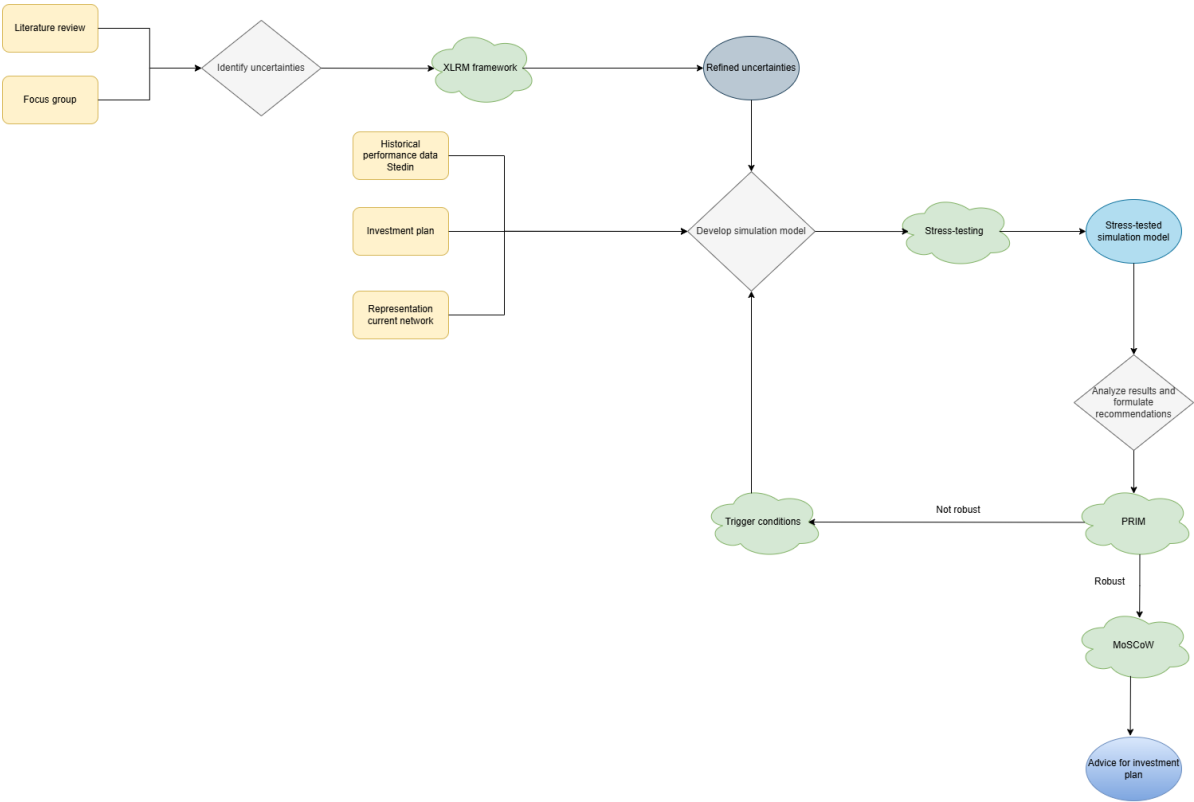 Literature review
Focus group
Identify uncertainties
XLRM framework
Refined uncertainties
Historical
performance data
Stedin
Investment plan
Representation
current network
Develop simulation model
Stress-testing
Stress-tested
simulation model
Analyze results and
formulate
recommendations
Trigger conditions
Not robust
PRIM
Robust
MoSCoW
Advice for investment
plan